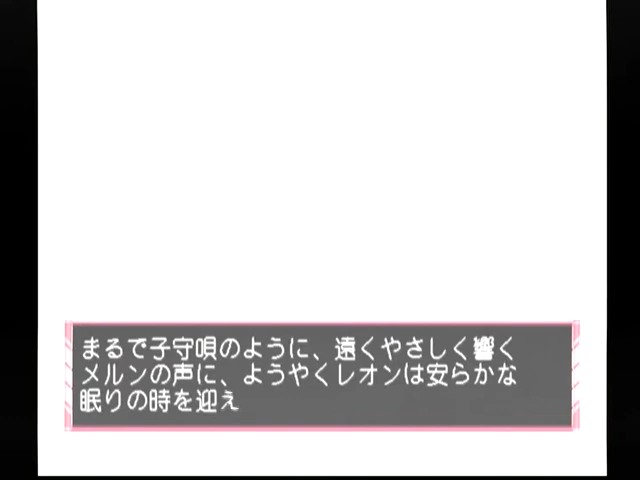 まるで子守唄のように、遠くやさしく響く
メルンの声に、ようやくレオンは安らかな
眠りの時を迎え